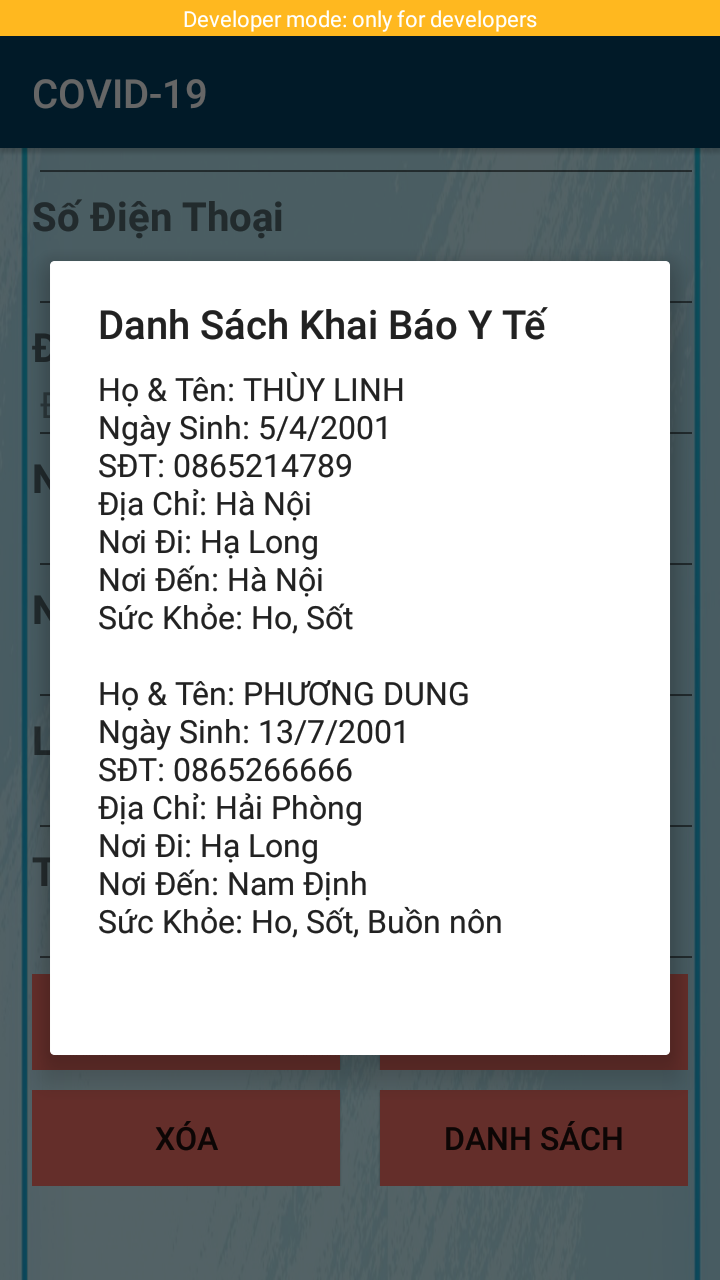 Developer mode: only for developers
COVID-19
Số Điện Thoại
Danh Sách Khai Báo Y Tế
Họ & Tên: THÙY LINH
Ngày Sinh: 5/4/2001
SĐT: 0865214789
Địa Chỉ: Hà Nội
Nơi Đi: Hạ Long
Nơi Đến: Hà Nội
Sức Khỏe: Ho, Sốt
Họ & Tên: PHƯƠNG DUNG
Ngày Sinh: 13/7/2001
SĐT: 0865266666
Địa Chỉ: Hải Phòng
Nơi Đi: Hạ Long
Nơi Đến: Nam Định
Sức Khỏe: Ho, Sốt, Buồn nôn
XÓA
DANH SÁCH